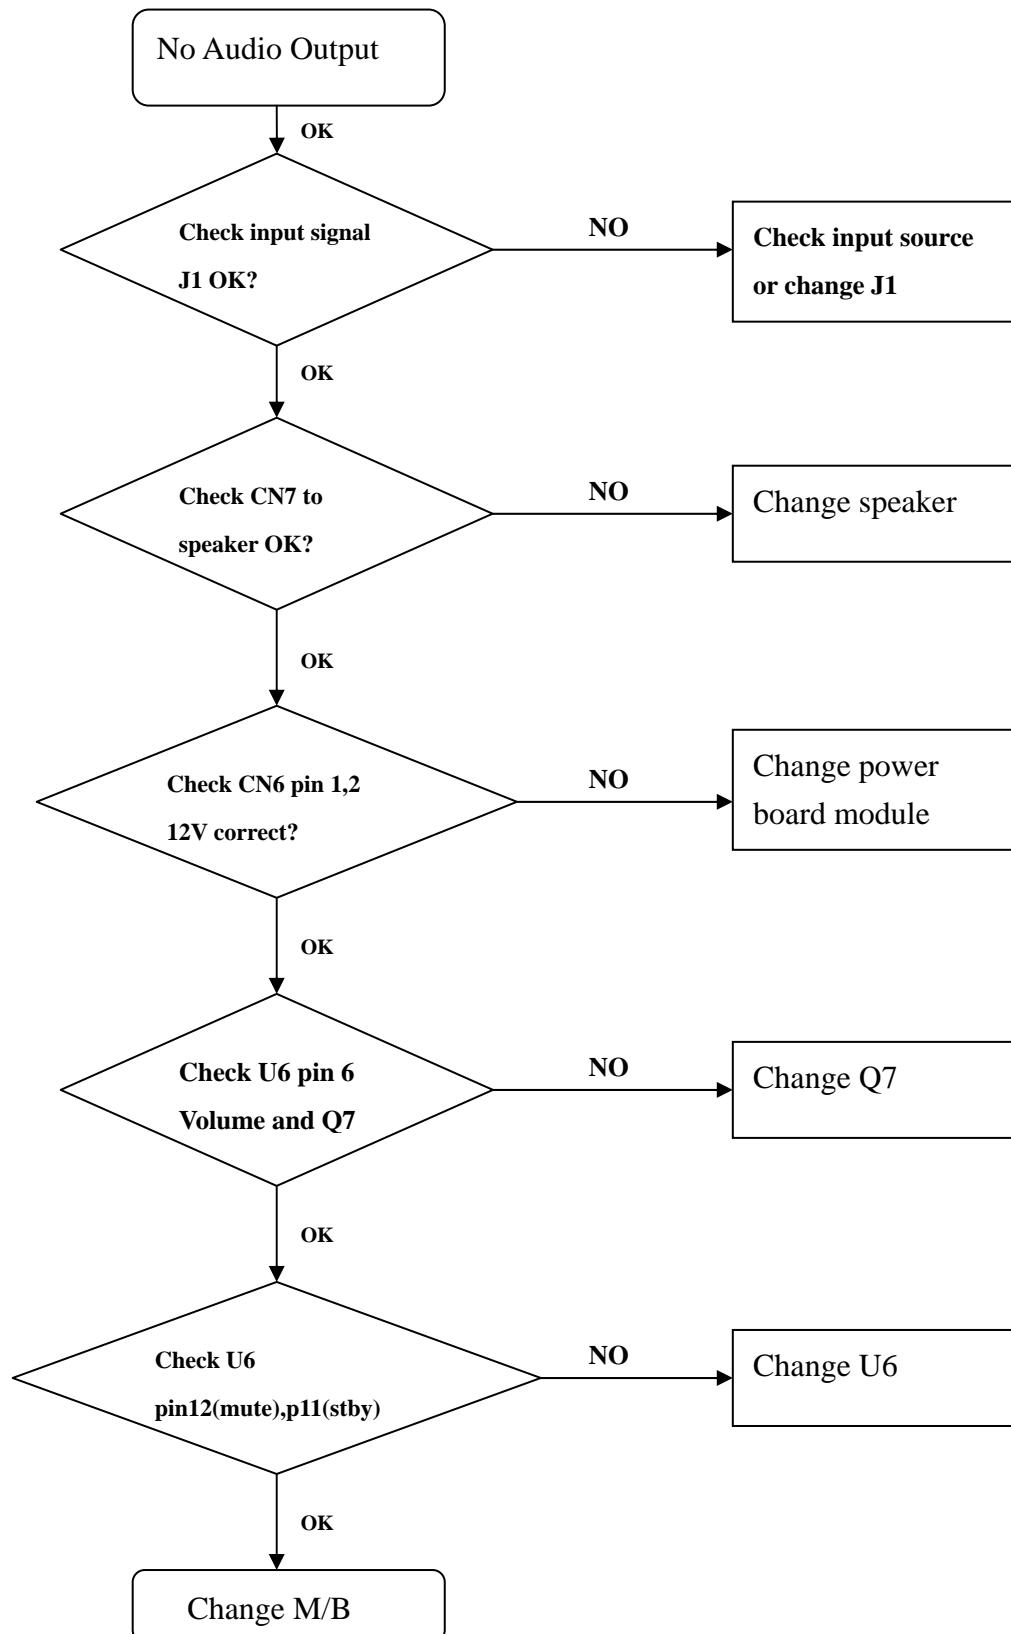 No Audio Output
OK
Check input signal
J1 OK?
NO
Check input source
or change J1
OK
Check CN7 to
speaker OK?
NO
Change speaker
OK
Check CN6 pin 1,2
12V correct?
NO
Change power
board module
OK
Check U6 pin 6
Volume and Q7
NO
Change Q7
OK
Check U6
pin12(mute),p11(stby)
NO
Change U6
OK
Change M/B